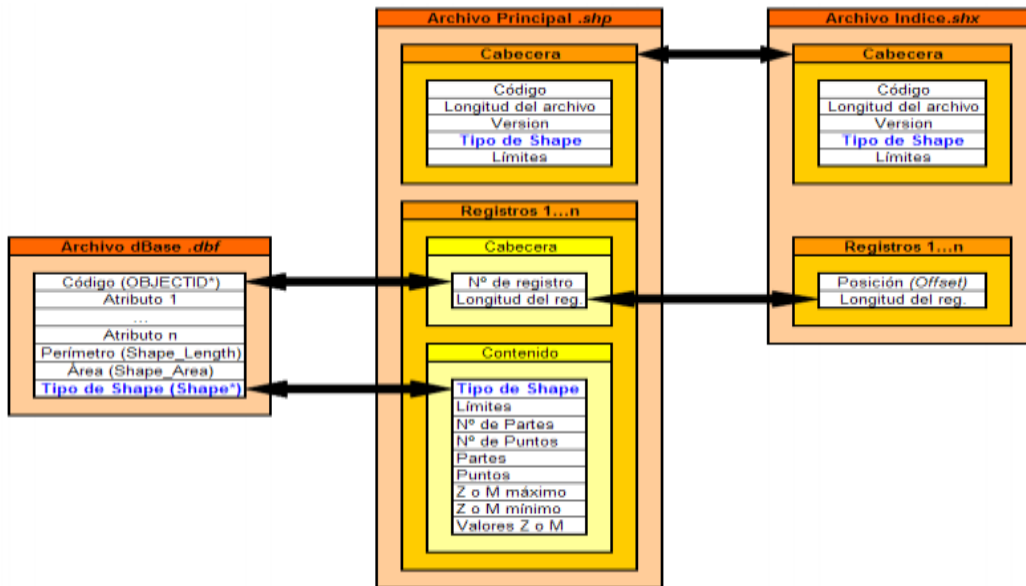 Archivo Principal .shp
Cabecera
Código
Longitud del archivo
Version
Tipo de Shape
Límites
Registros 1...n
Cabecera
Nº de registro
Longitud del reg.
Contenido
Tipo de Shape
Límites
Nº de Partes
Nº de Puntos
Partes
Puntos
Z o M máximo
Z o M mínimo
Valores Z o M
Archivo Indice.shx
Cabecera
Código
Longitud del archivo
Version
Tipo de Shape
Límites
Registros 1...n
Posición (Offset)
Longitud del reg.
Archivo dBase .dbf
Código (OBJECTID*)
Atributo 1
...
Atributo n
Perímetro (Shape_Length)
Área (Shape_Area)
Tipo de Shape (Shape*)